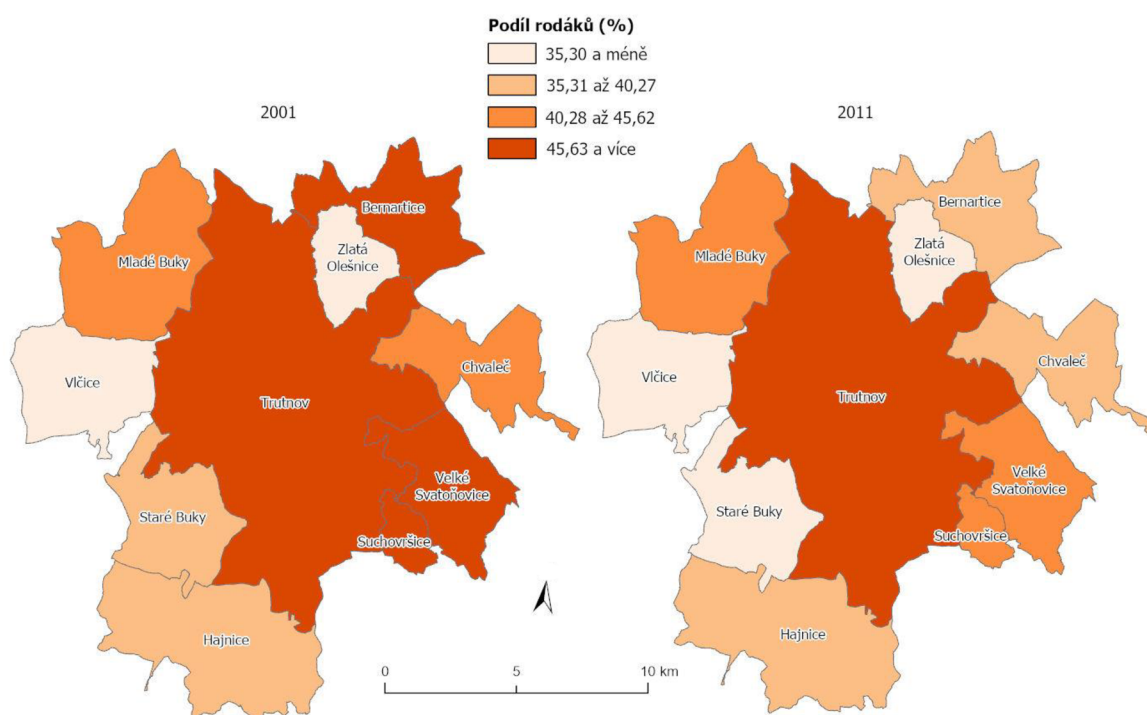 Podíl rodáků (%)
35,30 a méně
35,31 až 40,27
40,28 až 45,62
45,63 a více
2001
Bernartice
Zlatá
Olešnice
Mladé Buky
Chvaleč
Vlčice
Trutnov
Velké
Svatoňovice
Staré Buky
Suchovršice
Hajnice
2011
Bernartice
Zlatá
Olešnice
Mladé Buky
Chvaleč
Vlčice
Trutnov
Velké
Svatoňovice
Staré Buky
Suchovršice
Hajnice
0 5 10 km